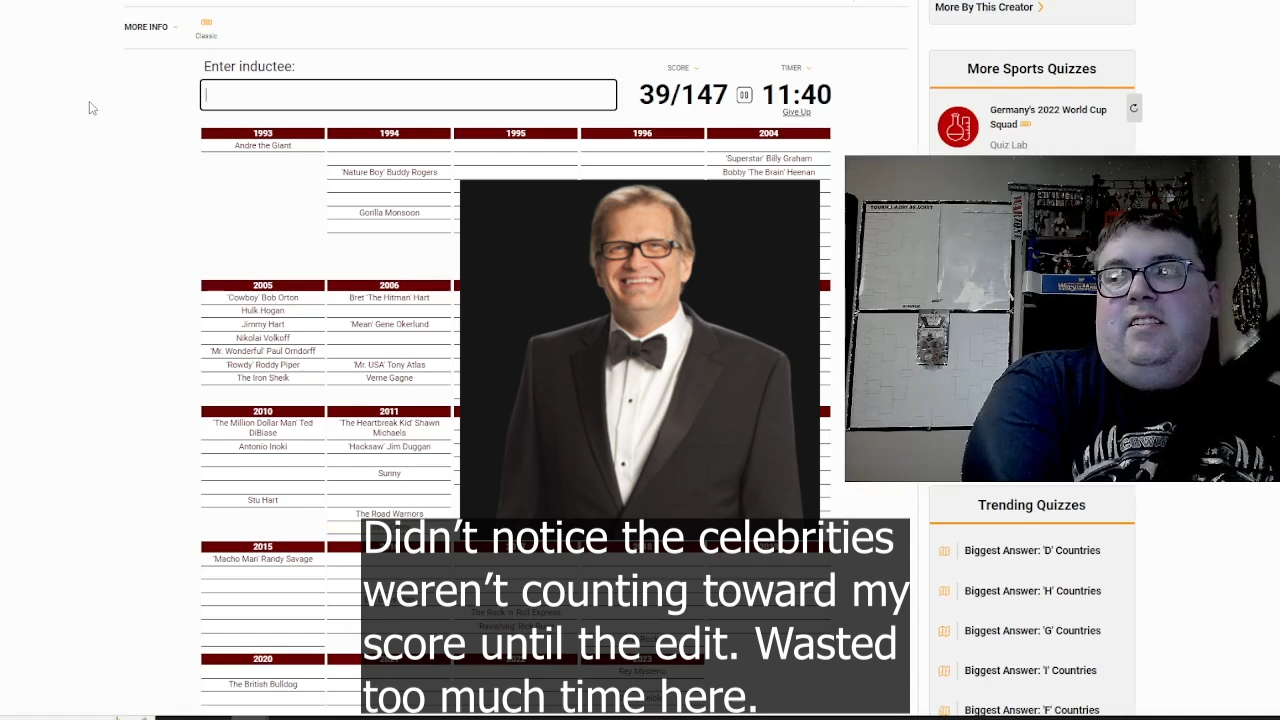 More By This Creator
MORE INFO
Classic
Enter inductee:
SCORE
TIMER
39/147
11:40
Give Up
More Sports Quizzes
Germany's 2022 World Cup
Squad
Quiz Lab
1993
1994
1995
1996
2004
Andre the Giant
'Superstar' Billy Graham
'Nature Boy' Buddy Rogers
Bobby 'The Brain' Heenan
Gorilla Monsoon
2005
2006
'Cowboy' Bob Orton
Bret 'The Hitman' Hart
Hulk Hogan
Jimmy Hart
'Mean' Gene Okerlund
Nikolai Volkoff
'Mr. Wonderful' Paul Orndorff
'Rowdy' Roddy Piper
'Mr. USA' Tony Atlas
The Iron Sheik
Verne Gagne
2010
2011
'The Million Dollar Man' Ted
DiBiase
'The Heartbreak Kid' Shawn
Michaels
Antonio Inoki
'Hacksaw' Jim Duggan
Sunny
Stu Hart
The Road Warriors
2015
'Macho Man' Randy Savage
The Rock 'n' Roll Express
2020
2023
Rey Mysterio
The British Bulldog
Didn't notice the celebrities
weren't counting toward my
score until the edit. Wasted
too much time here.
Trending Quizzes
Biggest Answer: 'D' Countries
Biggest Answer: 'H' Countries
Biggest Answer: 'G' Countries
Biggest Answer: 'I' Countries
Biggest Answer: 'F' Countries